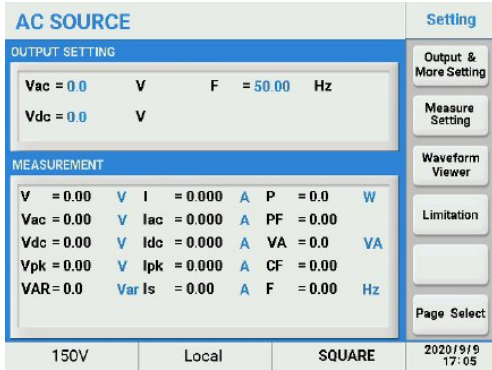 AC SOURCE
Setting
OUTPUT SETTING
Vac = 0.0 V F = 50.00 Hz
Vdc = 0.0 V
MEASUREMENT
V = 0.00 V I = 0.000 A P = 0.0 W
Vac = 0.00 V Iac = 0.000 A PF = 0.00
Vdc = 0.00 V Idc = 0.000 A VA = 0.0 VA
Vpk = 0.00 V Ipk = 0.000 A CF = 0.00
VAR= 0.0 Var Is = 0.00 A F = 0.00 Hz
Output &
More Setting
Measure
Setting
Waveform
Viewer
Limitation
Page Select
150V Local SQUARE
2020/9/9
17:05